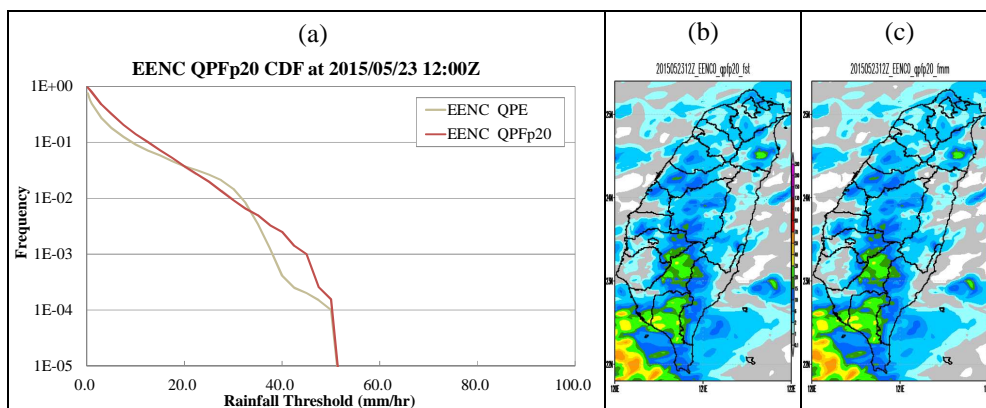 (a)
EENC QPFp20 CDF at 2015/05/23 12:00Z
1E+00
1E-01
1E-02
1E-03
1E-04
1E-05
Frequency
EENC QPE
EENC QPFp20
0.0 20.0 40.0 60.0 80.0 100.0
Rainfall Threshold (mm/hr)
(b)
2015052312Z_EENC0_qpfp20_fst
121E
(c)
2015052312Z_EENC0_qpfp20_fmm
121E